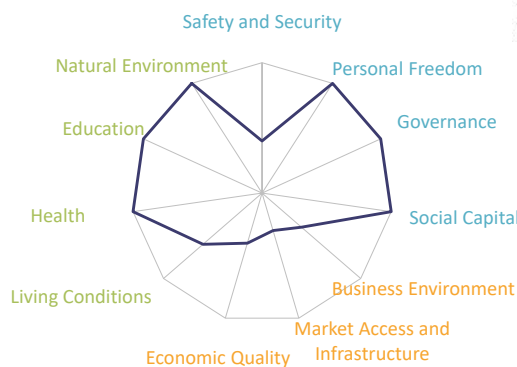 Safety and Security
Natural Environment
Personal Freedom
Education
Governance
Health
Social Capital
Living Conditions
Business Environment
Market Access and
Infrastructure
Economic Quality